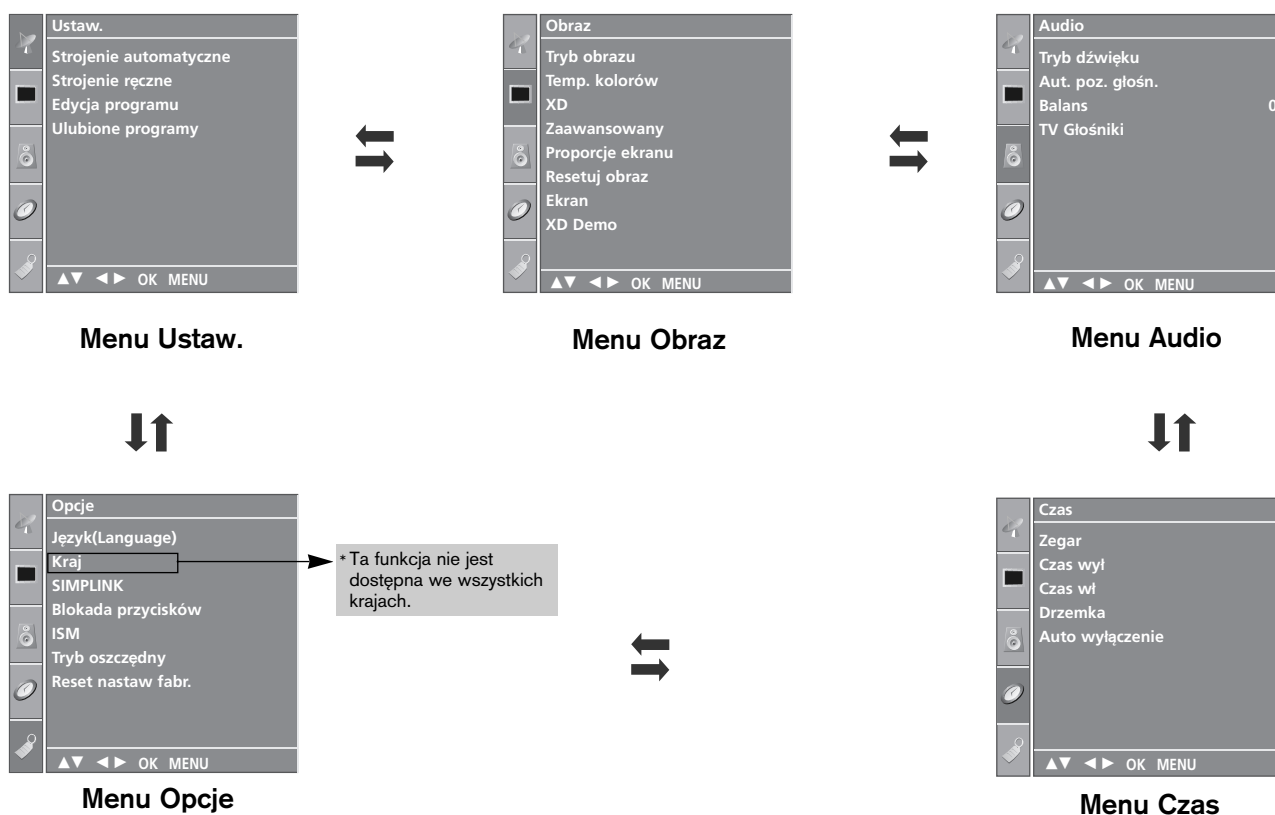 Ustaw.
Strojenie automatyczne
Strojenie ręczne
Edycja programu
Ulubione programy
▲▼ ◄► OK MENU
Menu Ustaw.
Obraz
Tryb obrazu
Temp. kolorów
XD
Zaawansowany
Proporcje ekranu
Resetuj obraz
Ekran
XD Demo
▲▼ ◄► OK MENU
Menu Obraz
Audio
Tryb dźwięku
Aut. poz. głośn.
Balans 0
TV Głośniki
▲▼ ◄► OK MENU
Menu Audio
Opcje
Język(Language)
Kraj
SIMPLINK
Blokada przycisków
ISM
Tryb oszczędny
Reset nastaw fabr.
▲▼ ◄► OK MENU
Menu Opcje
* Ta funkcja nie jest
dostępna we wszystkich
krajach.
Czas
Zegar
Czas wył
Czas wł
Drzemka
Auto wyłączenie
▲▼ ◄► OK MENU
Menu Czas